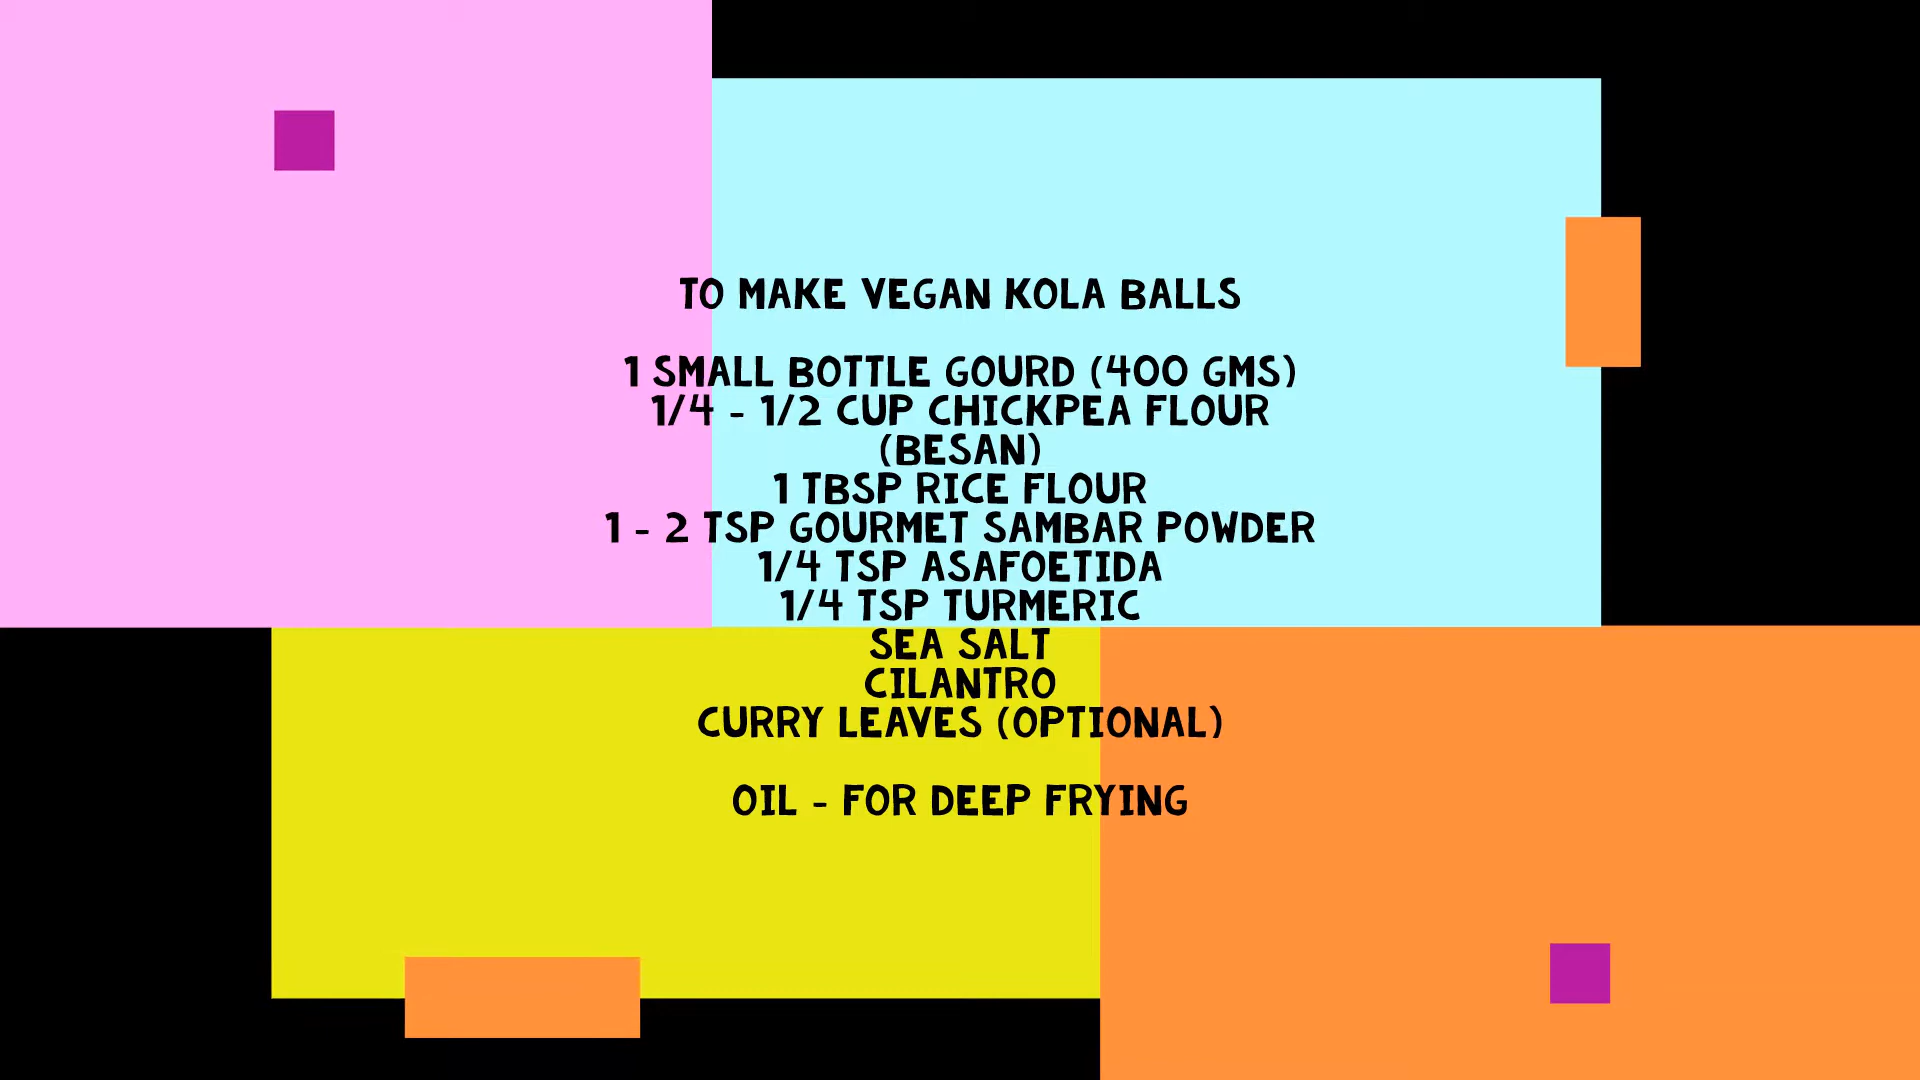 TO MAKE VEGAN KOLA BALLS
1 SMALL BOTTLE GOURD (400 GMS)
1/4 - 1/2 CUP CHICKPEA FLOUR
(BESAN)
1 TBSP RICE FLOUR
1 - 2 TSP GOURMET SAMBAR POWDER
1/4 TSP ASAFOETIDA
1/4 TSP TURMERIC
SEA SALT
CILANTRO
CURRY LEAVES (OPTIONAL)
OIL - FOR DEEP FRYING